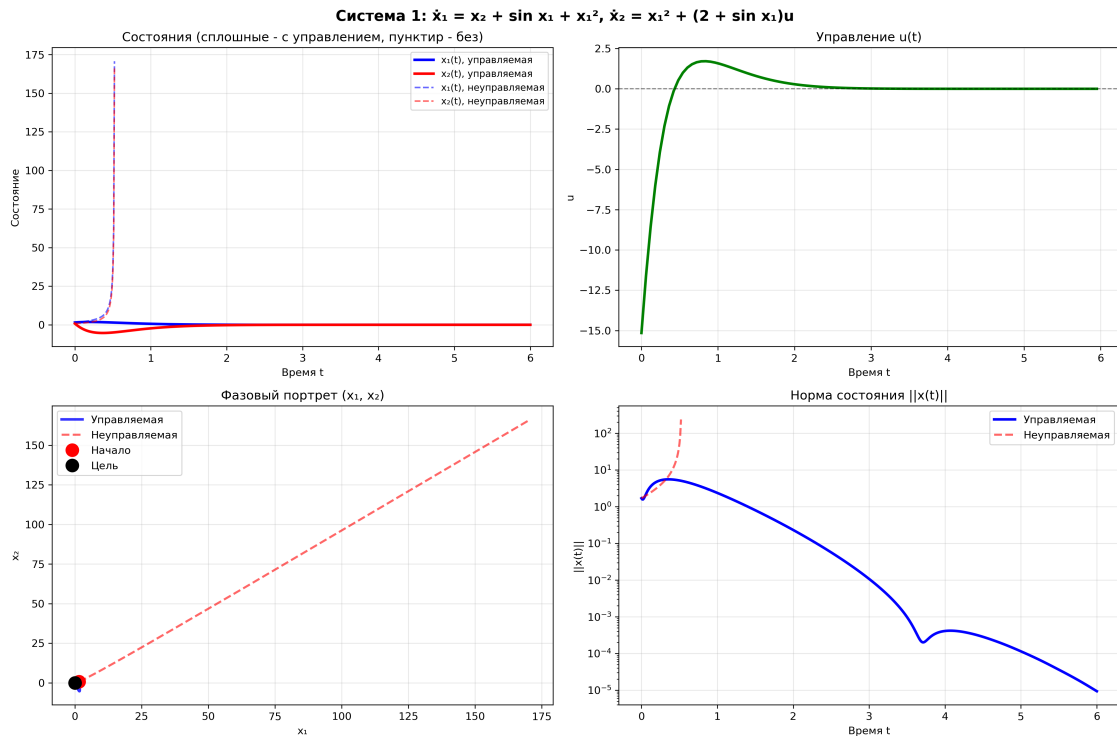 Система 1: ẋ₁ = x₂ + sin x₁ + x₁², ẋ₂ = x₁² + (2 + sin x₁)u
Состояния (сплошные - с управлением, пунктир - без)
175
150
125
100
75
50
25
0
Состояние
0 1 2 3 4 5 6
Время t
x₁(t), управляемая
x₂(t), управляемая
x₁(t), неуправляемая
x₂(t), неуправляемая
Управление u(t)
2.5
0.0
−2.5
−5.0
−7.5
−10.0
−12.5
−15.0
u
0 1 2 3 4 5 6
Время t
Фазовый портрет (x₁, x₂)
150
125
100
75
50
25
0
x₂
0 25 50 75 100 125 150 175
x₁
Управляемая
Неуправляемая
Начало
Цель
Норма состояния ||x(t)||
10²
10¹
10⁰
10⁻¹
10⁻²
10⁻³
10⁻⁴
10⁻⁵
||x(t)||
0 1 2 3 4 5 6
Время t
Управляемая
Неуправляемая